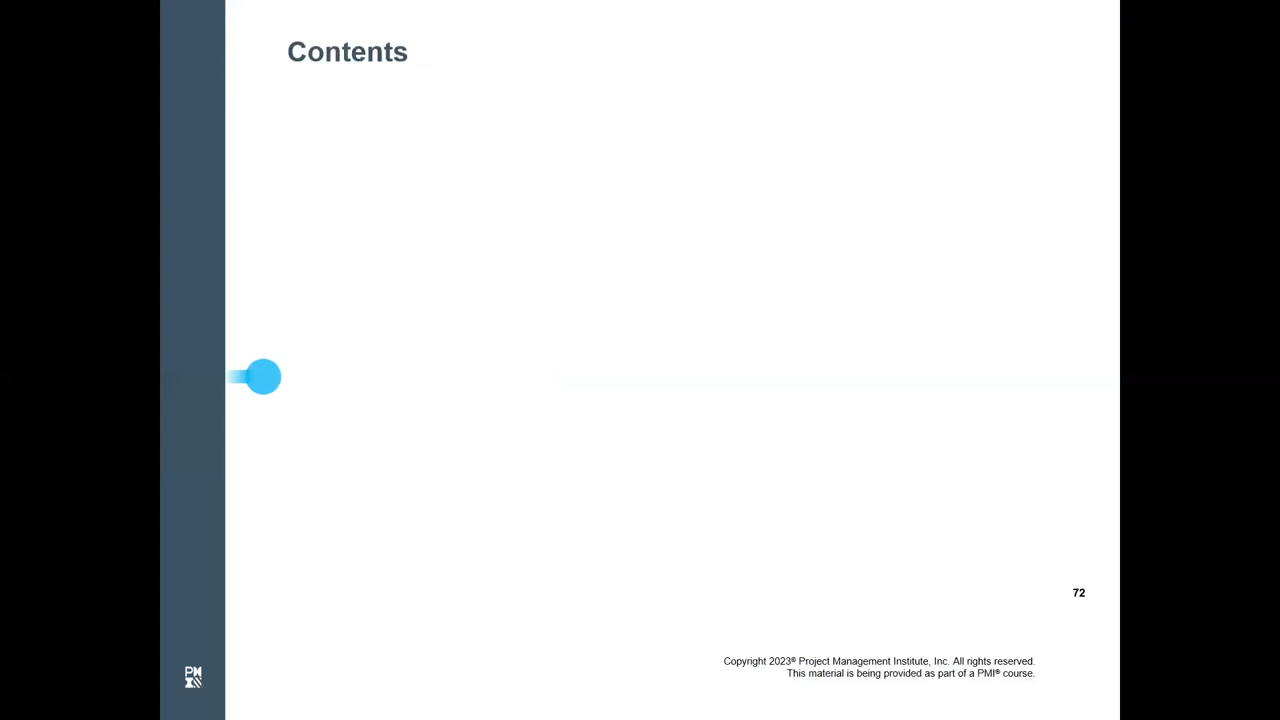 Contents
72
Copyright 2023® Project Management Institute, Inc. All rights reserved.
This material is being provided as part of a PMI® course.
PM